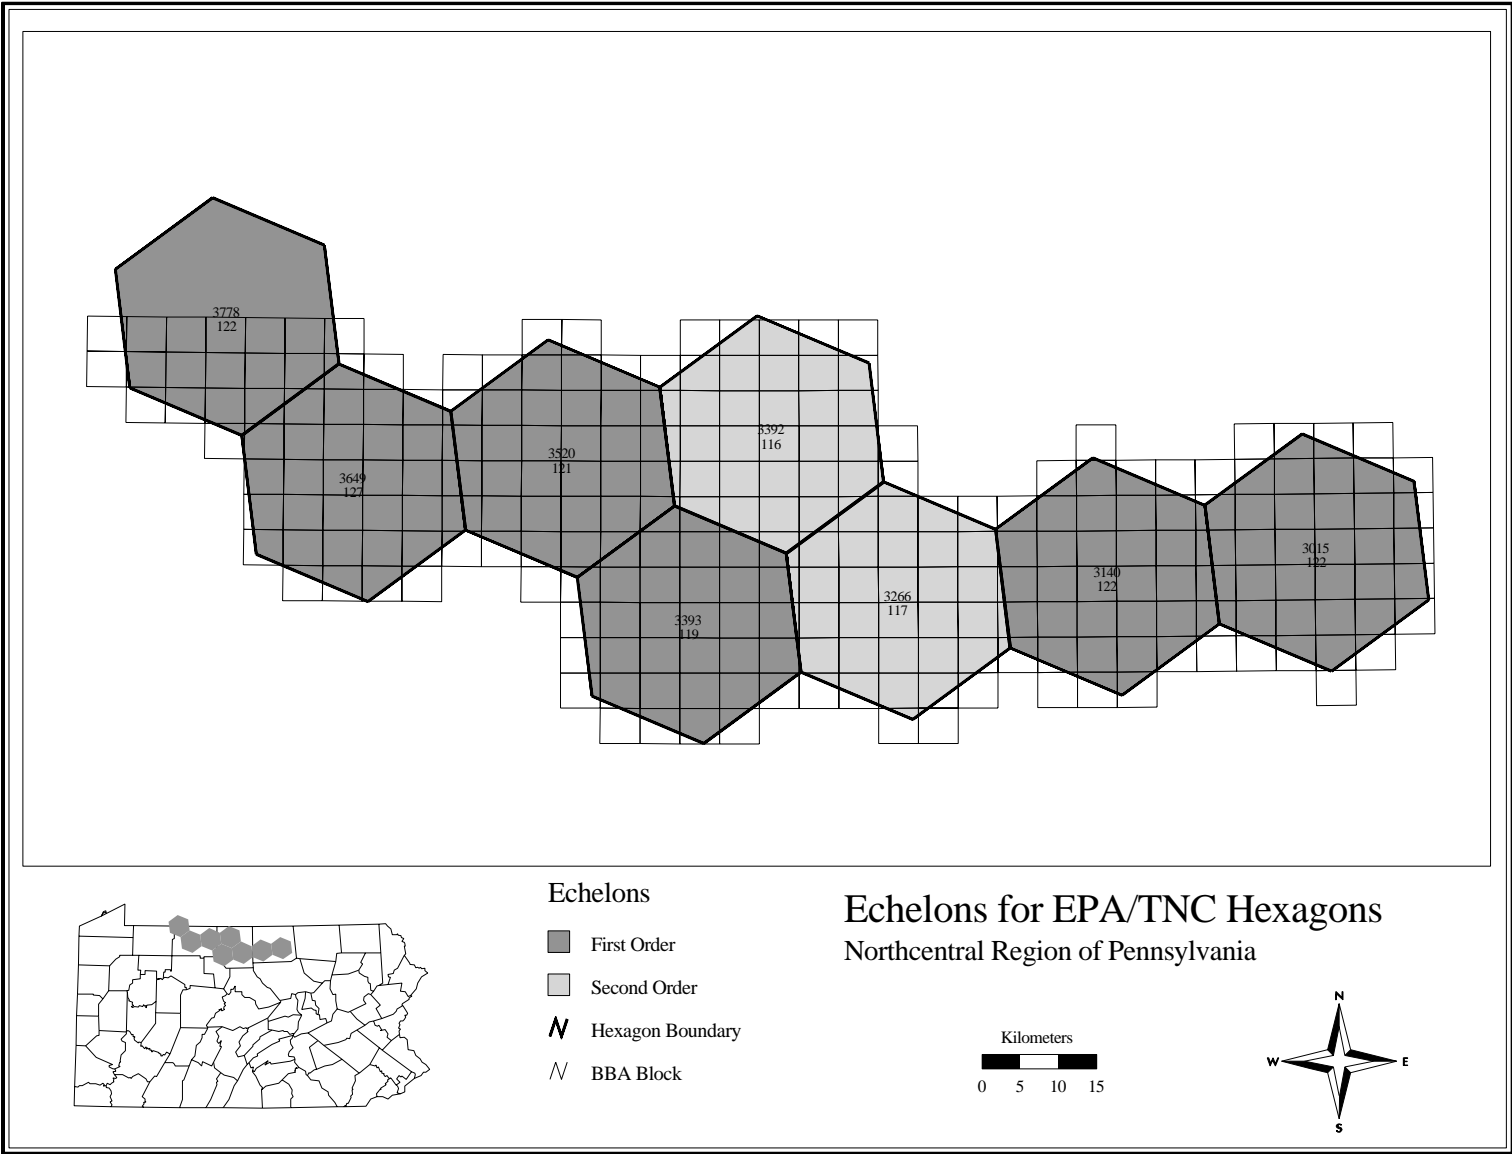 3778
122
3649
127
3520
121
3392
116
3393
119
3266
117
3140
122
3015
122
Echelons
First Order
Second Order
Hexagon Boundary
BBA Block
Echelons for EPA/TNC Hexagons
Northcentral Region of Pennsylvania
Kilometers
0 5 10 15
N
W E
S